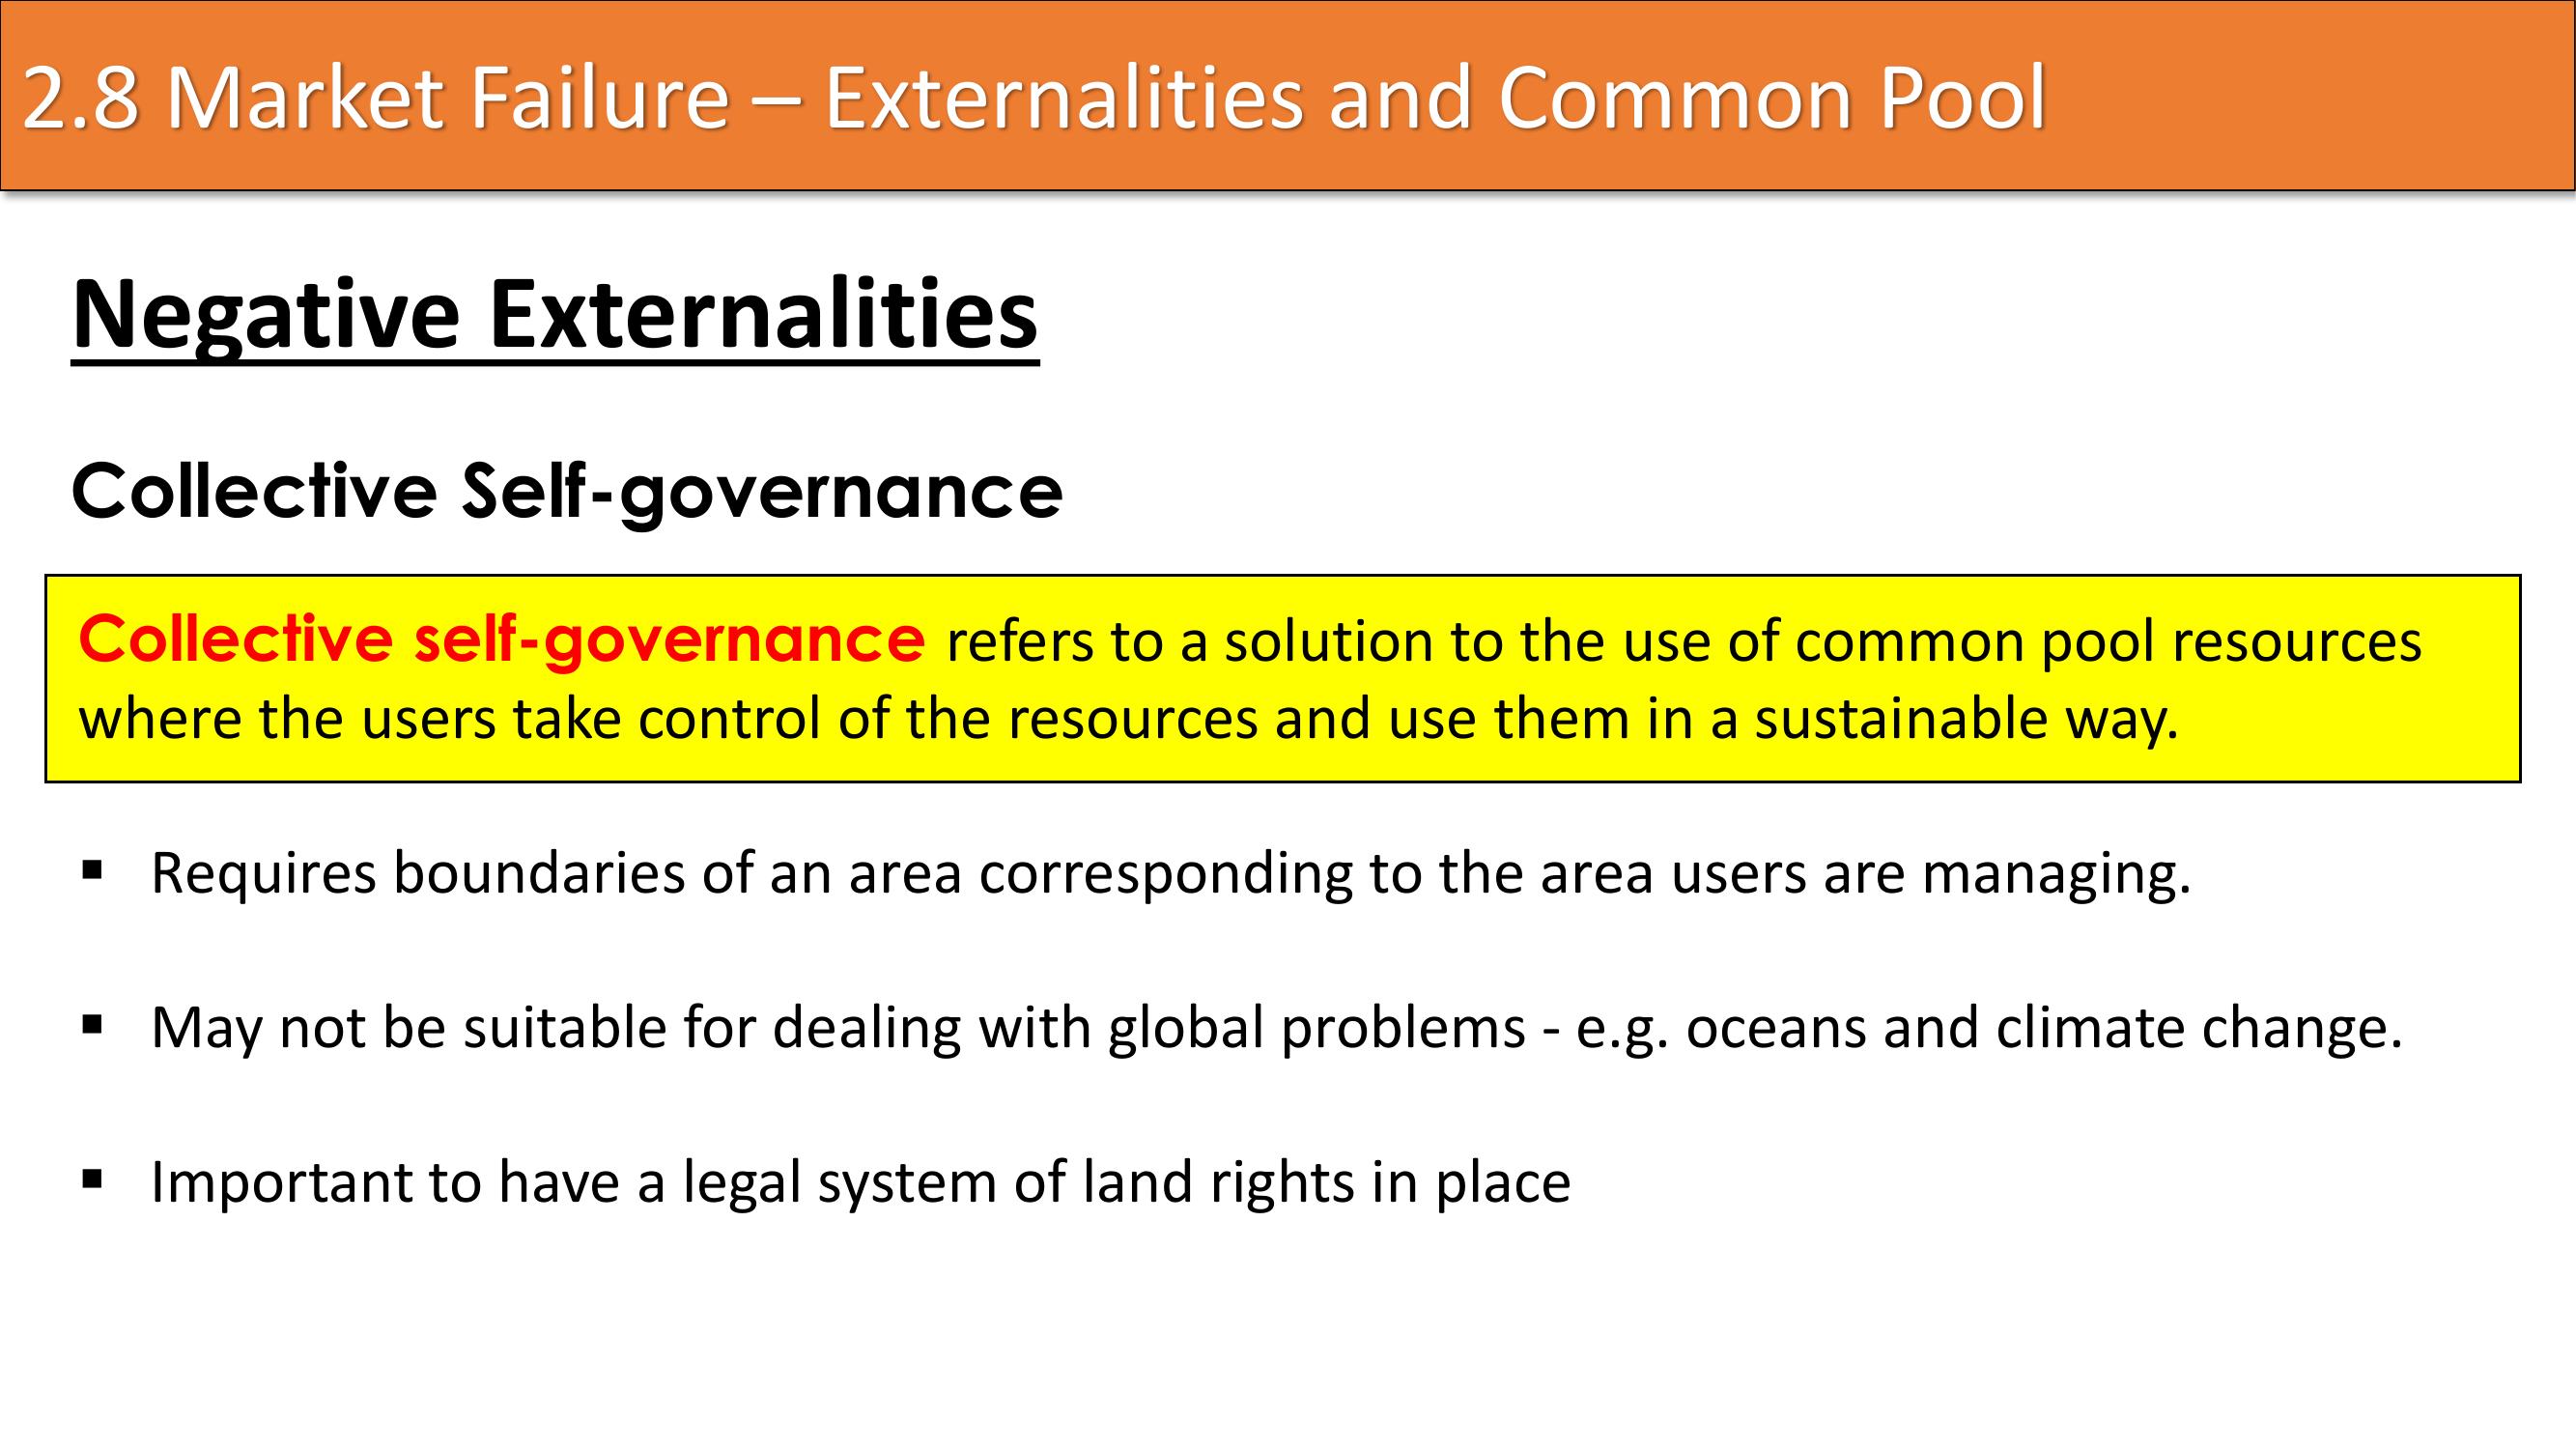 2.8 Market Failure – Externalities and Common Pool
Negative Externalities
Collective Self-governance
Collective self-governance refers to a solution to the use of common pool resources
where the users take control of the resources and use them in a sustainable way.
▪ Requires boundaries of an area corresponding to the area users are managing.
▪ May not be suitable for dealing with global problems - e.g. oceans and climate change.
▪ Important to have a legal system of land rights in place